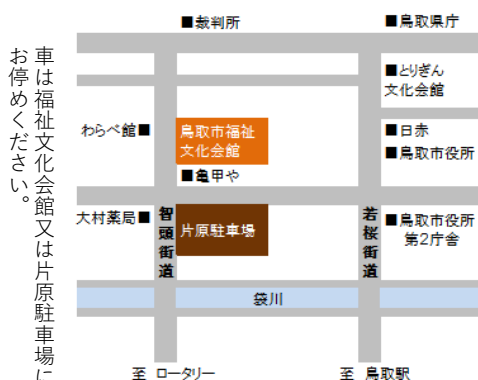 車は福祉文化会館又は片原駐車場に
お停めください。
■裁判所
■鳥取県庁
■とりぎん
文化会館
わらべ館■
鳥取市福祉
文化会館
■日赤
■鳥取市役所
■亀甲や
大村薬局■
智頭街道
片原駐車場
若桜街道
■鳥取市役所
第2庁舎
袋川
至 ロータリー
至 鳥取駅